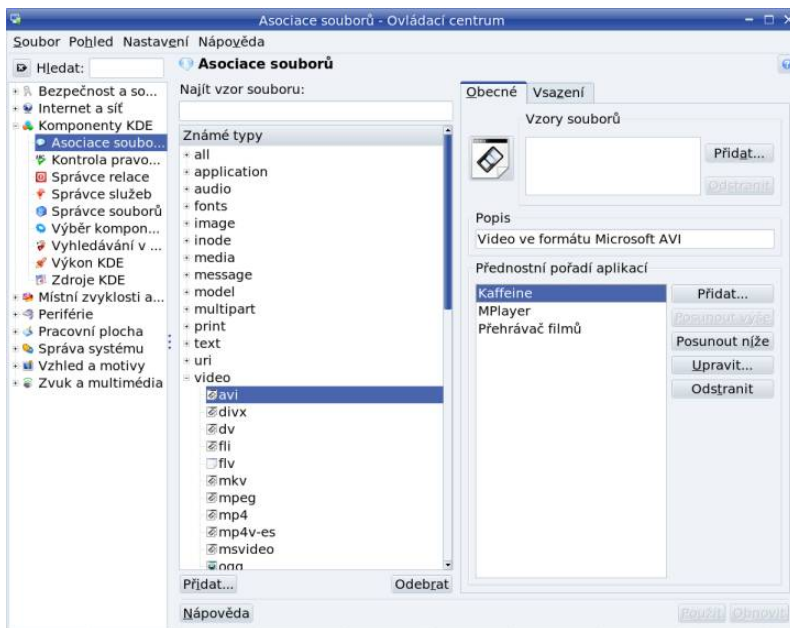 Asociace souborů - Ovládací centrum
Soubor Pohled Nastavení Nápověda
Hledat:
Bezpečnost a so...
Internet a síť
Komponenty KDE
Asociace soubo...
Kontrola pravo...
Správce relace
Správce služeb
Správce souborů
Výběr kompon...
Vyhledávání v ...
Výkon KDE
Zdroje KDE
Místní zvyklosti a...
Periférie
Pracovní plocha
Správa systému
Vzhled a motivy
Zvuk a multimédia
Asociace souborů
Najít vzor souboru:
Známé typy
all
application
audio
fonts
image
inode
media
message
model
multipart
print
text
uri
video
avi
divx
dv
fli
flv
mkv
mpeg
mp4
mp4v-es
msvideo
ogg
Přidat...
Odebrat
Obecné
Vsazení
Vzory souborů
Přidat...
Odstranit
Popis
Video ve formátu Microsoft AVI
Přednostní pořadí aplikací
Kaffeine
MPlayer
Přehrávač filmů
Přidat...
Posunout výše
Posunout níže
Upravit...
Odstranit
Nápověda
Použít
Obnovit